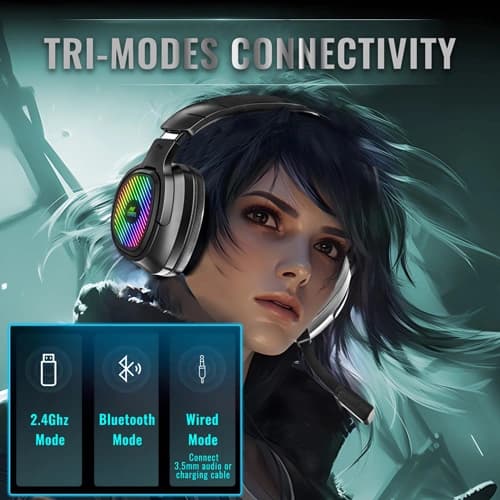 TRI-MODES CONNECTIVITY
2.4Ghz
Mode
Bluetooth
Mode
Wired
Mode
Connect
3.5mm audio or
charging cable